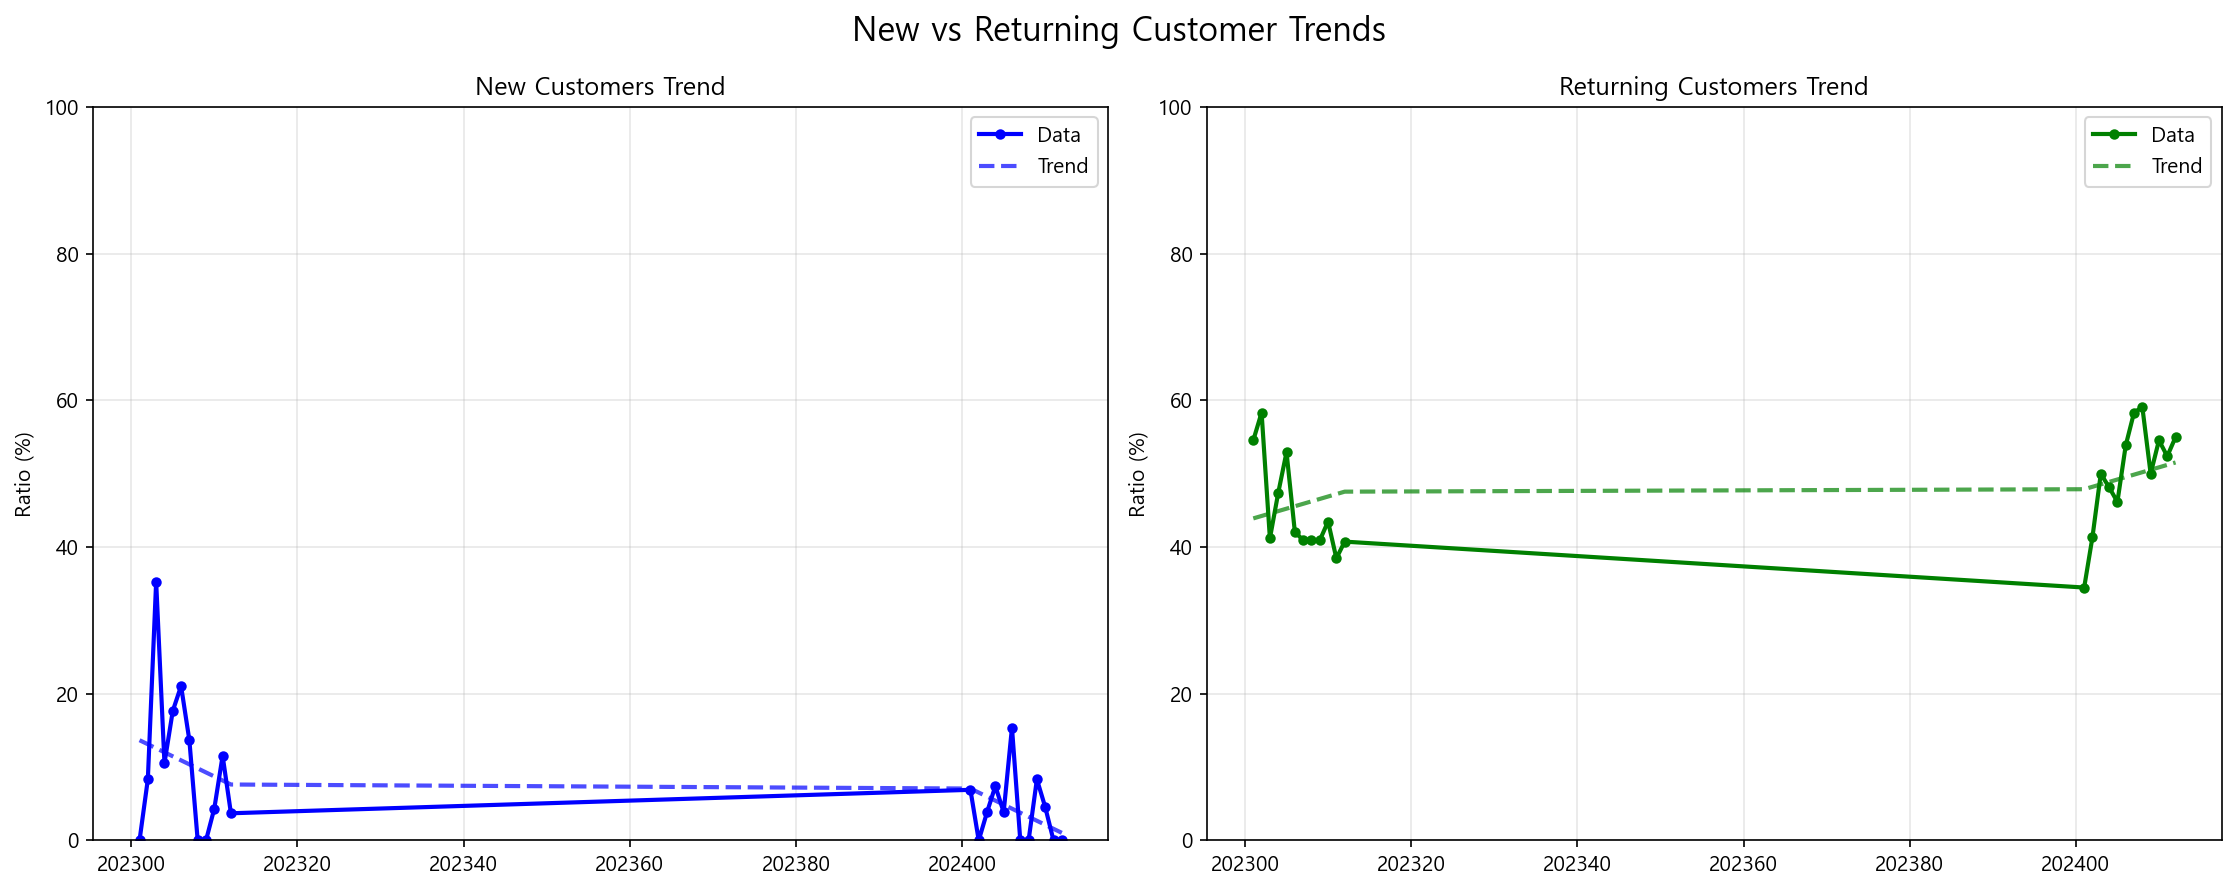 New vs Returning Customer Trends
New Customers Trend
Ratio (%)
100
80
60
40
20
0
202300 202320 202340 202360 202380 202400
Data
Trend
Returning Customers Trend
Ratio (%)
100
80
60
40
20
0
202300 202320 202340 202360 202380 202400
Data
Trend